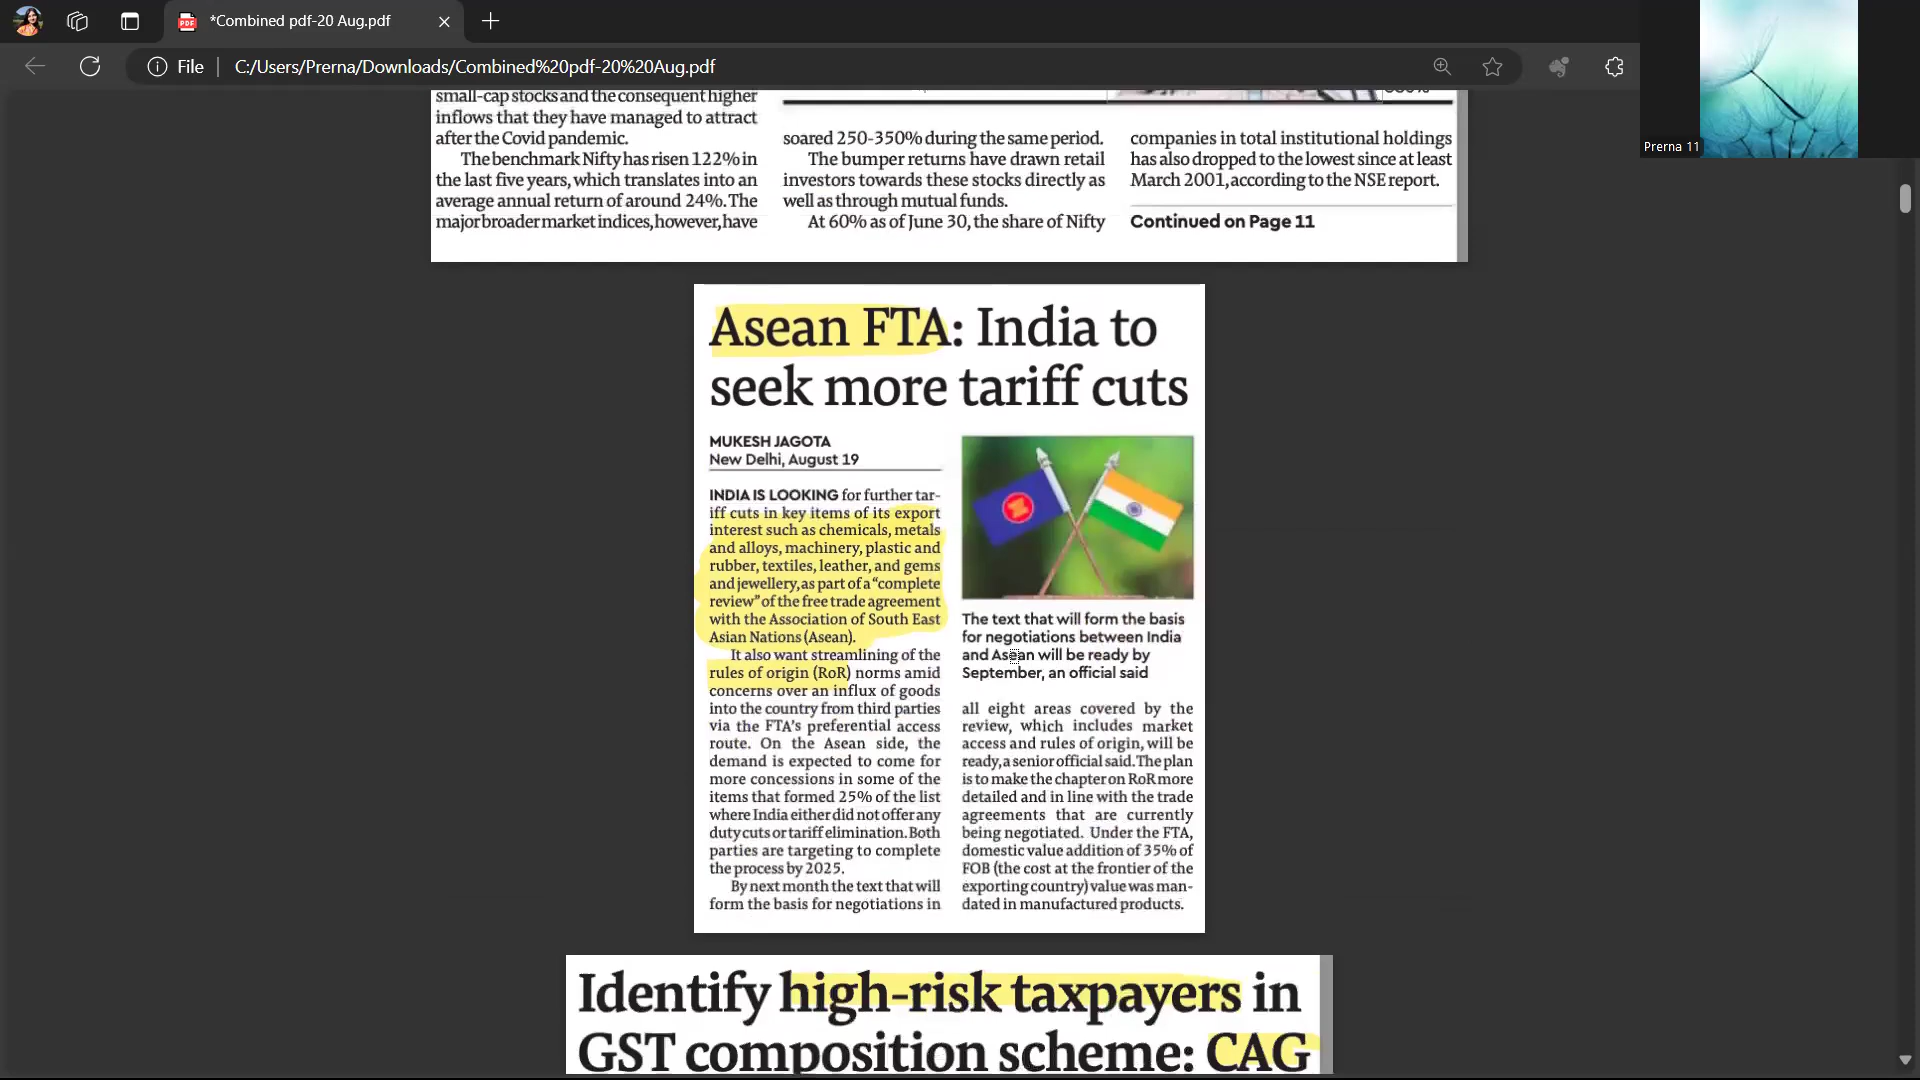 *Combined pdf-20 Aug.pdf
File
C:/Users/Prerna/Downloads/Combined%20pdf-20%20Aug.pdf
Prerna 11
small-cap stocks and the consequent higher
inflows that they have managed to attract
after the Covid pandemic.
The benchmark Nifty has risen 122% in
the last five years, which translates into an
average annual return of around 24%. The
major broader market indices, however, have
soared 250-350% during the same period.
The bumper returns have drawn retail
investors towards these stocks directly as
well as through mutual funds.
At 60% as of June 30, the share of Nifty
companies in total institutional holdings
has also dropped to the lowest since at least
March 2001, according to the NSE report.
Continued on Page 11
Asean FTA: India to
seek more tariff cuts
MUKESH JAGOTA
New Delhi, August 19
INDIA IS LOOKING for further tar-
iff cuts in key items of its export
interest such as chemicals, metals
and alloys, machinery, plastic and
rubber, textiles, leather, and gems
and jewellery, as part of a “complete
review” of the free trade agreement
with the Association of South East
Asian Nations (Asean).
It also want streamlining of the
rules of origin (RoR) norms amid
concerns over an influx of goods
into the country from third parties
via the FTA's preferential access
route. On the Asean side, the
demand is expected to come for
more concessions in some of the
items that formed 25% of the list
where India either did not offer any
duty cuts or tariff elimination. Both
parties are targeting to complete
the process by 2025.
By next month the text that will
form the basis for negotiations in
The text that will form the basis
for negotiations between India
and Asean will be ready by
September, an official said
all eight areas covered by the
review, which includes market
access and rules of origin, will be
ready, a senior official said. The plan
is to make the chapter on RoR more
detailed and in line with the trade
agreements that are currently
being negotiated. Under the FTA,
domestic value addition of 35% of
FOB (the cost at the frontier of the
exporting country) value was man-
dated in manufactured products.
Identify high-risk taxpayers in
GST composition scheme: CAG